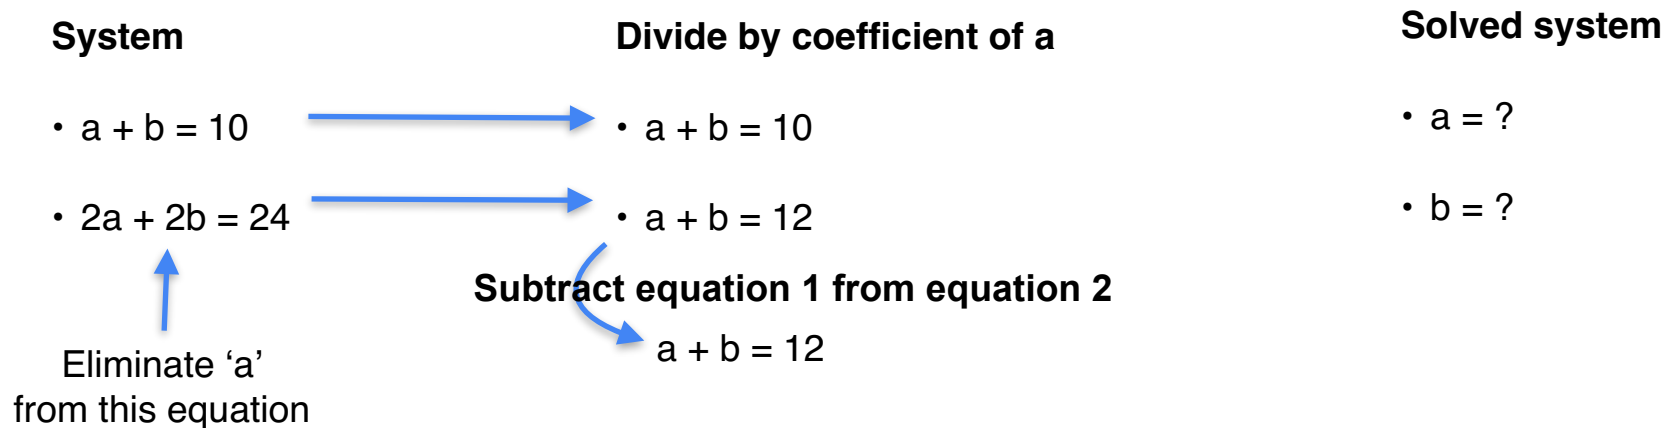 System
• a + b = 10
• 2a + 2b = 24
Eliminate ‘a’
from this equation
Divide by coefficient of a
• a + b = 10
• a + b = 12
Subtract equation 1 from equation 2
a + b = 12
Solved system
• a = ?
• b = ?